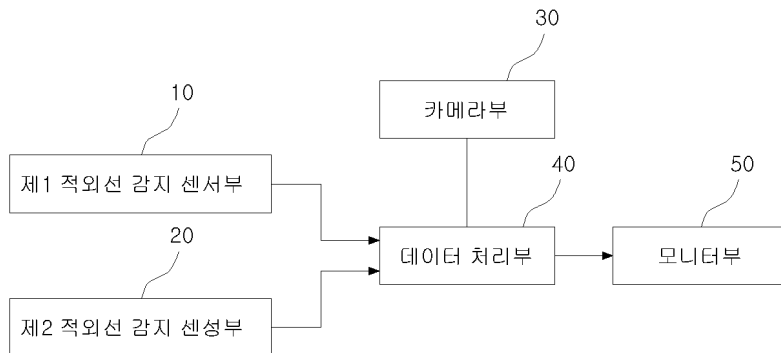 30
카메라부
10
제1 적외선 감지 센서부
40
50
데이터 처리부
모니터부
20
제2 적외선 감지 센성부